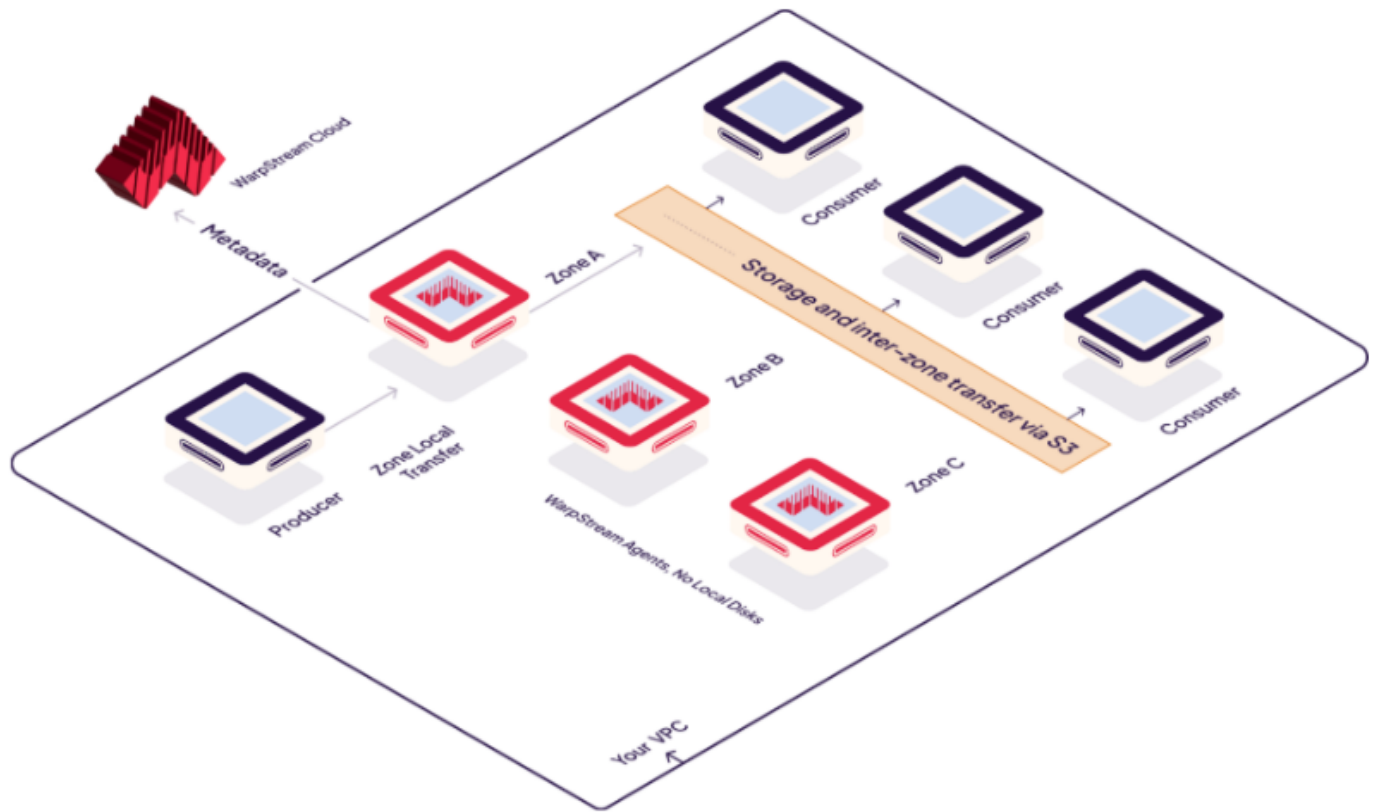 WarpStream Cloud
Metadata
Zone A
Consumer
Consumer
Consumer
Storage and inter-zone transfer via S3
Zone B
Zone C
Zone Local
Transfer
Producer
WarpStream Agents, No Local Disks
Your VPC